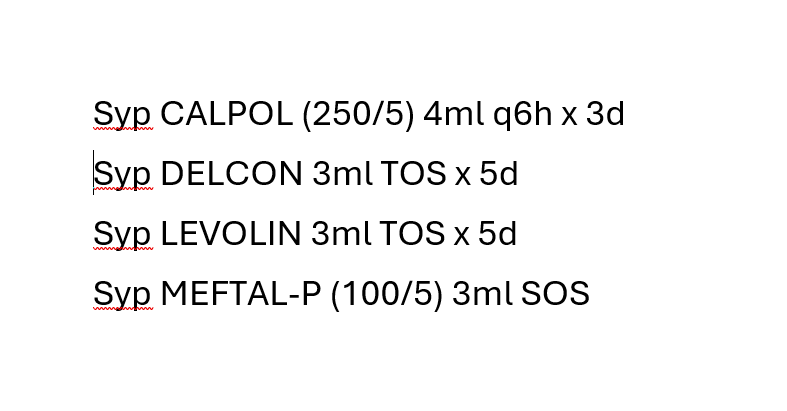 Syp CALPOL (250/5) 4ml q6h x 3d
Syp DELCON 3ml TOS x 5d
Syp LEVOLIN 3ml TOS x 5d
Syp MEFTAL-P (100/5) 3ml SOS